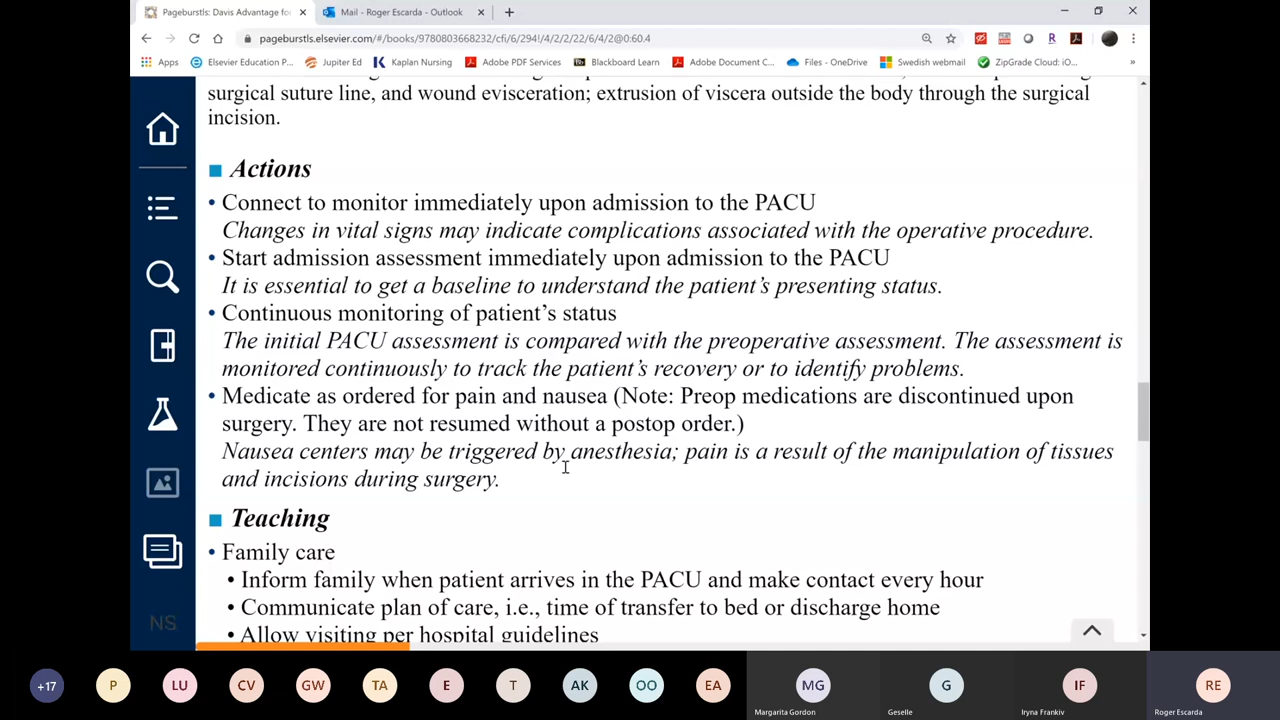 Pageburstls: Davis Advantage for
Mail - Roger Escarda - Outlook
pageburstls.elsevier.com/#/books/9780803668232/cfi/6/294!/4/2/2/22/6/4/2@0:60.4
Apps
Elsevier Education P...
Jupiter Ed
Kaplan Nursing
Adobe PDF Services
Blackboard Learn
Adobe Document C...
Files - OneDrive
Swedish webmail
ZipGrade Cloud: iO...
surgical suture line, and wound evisceration; extrusion of viscera outside the body through the surgical
incision.
■ Actions
• Connect to monitor immediately upon admission to the PACU
Changes in vital signs may indicate complications associated with the operative procedure.
• Start admission assessment immediately upon admission to the PACU
It is essential to get a baseline to understand the patient’s presenting status.
• Continuous monitoring of patient’s status
The initial PACU assessment is compared with the preoperative assessment. The assessment is
monitored continuously to track the patient’s recovery or to identify problems.
• Medicate as ordered for pain and nausea (Note: Preop medications are discontinued upon
surgery. They are not resumed without a postop order.)
Nausea centers may be triggered by anesthesia; pain is a result of the manipulation of tissues
and incisions during surgery.
■ Teaching
• Family care
• Inform family when patient arrives in the PACU and make contact every hour
• Communicate plan of care, i.e., time of transfer to bed or discharge home
• Allow visiting per hospital guidelines
NS
+17
P
LU
CV
GW
TA
E
T
AK
OO
EA
MG
G
IF
RE
Margarita Gordon
Geselle
Iryna Frankiv
Roger Escarda